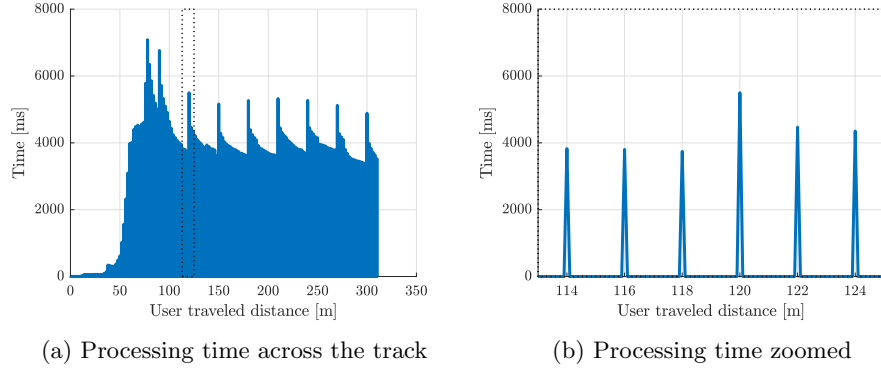 8000
6000
4000
2000
0
Time [ms]
0 50 100 150 200 250 300 350
User traveled distance [m]
(a) Processing time across the track
8000
6000
4000
2000
0
Time [ms]
114 116 118 120 122 124
User traveled distance [m]
(b) Processing time zoomed